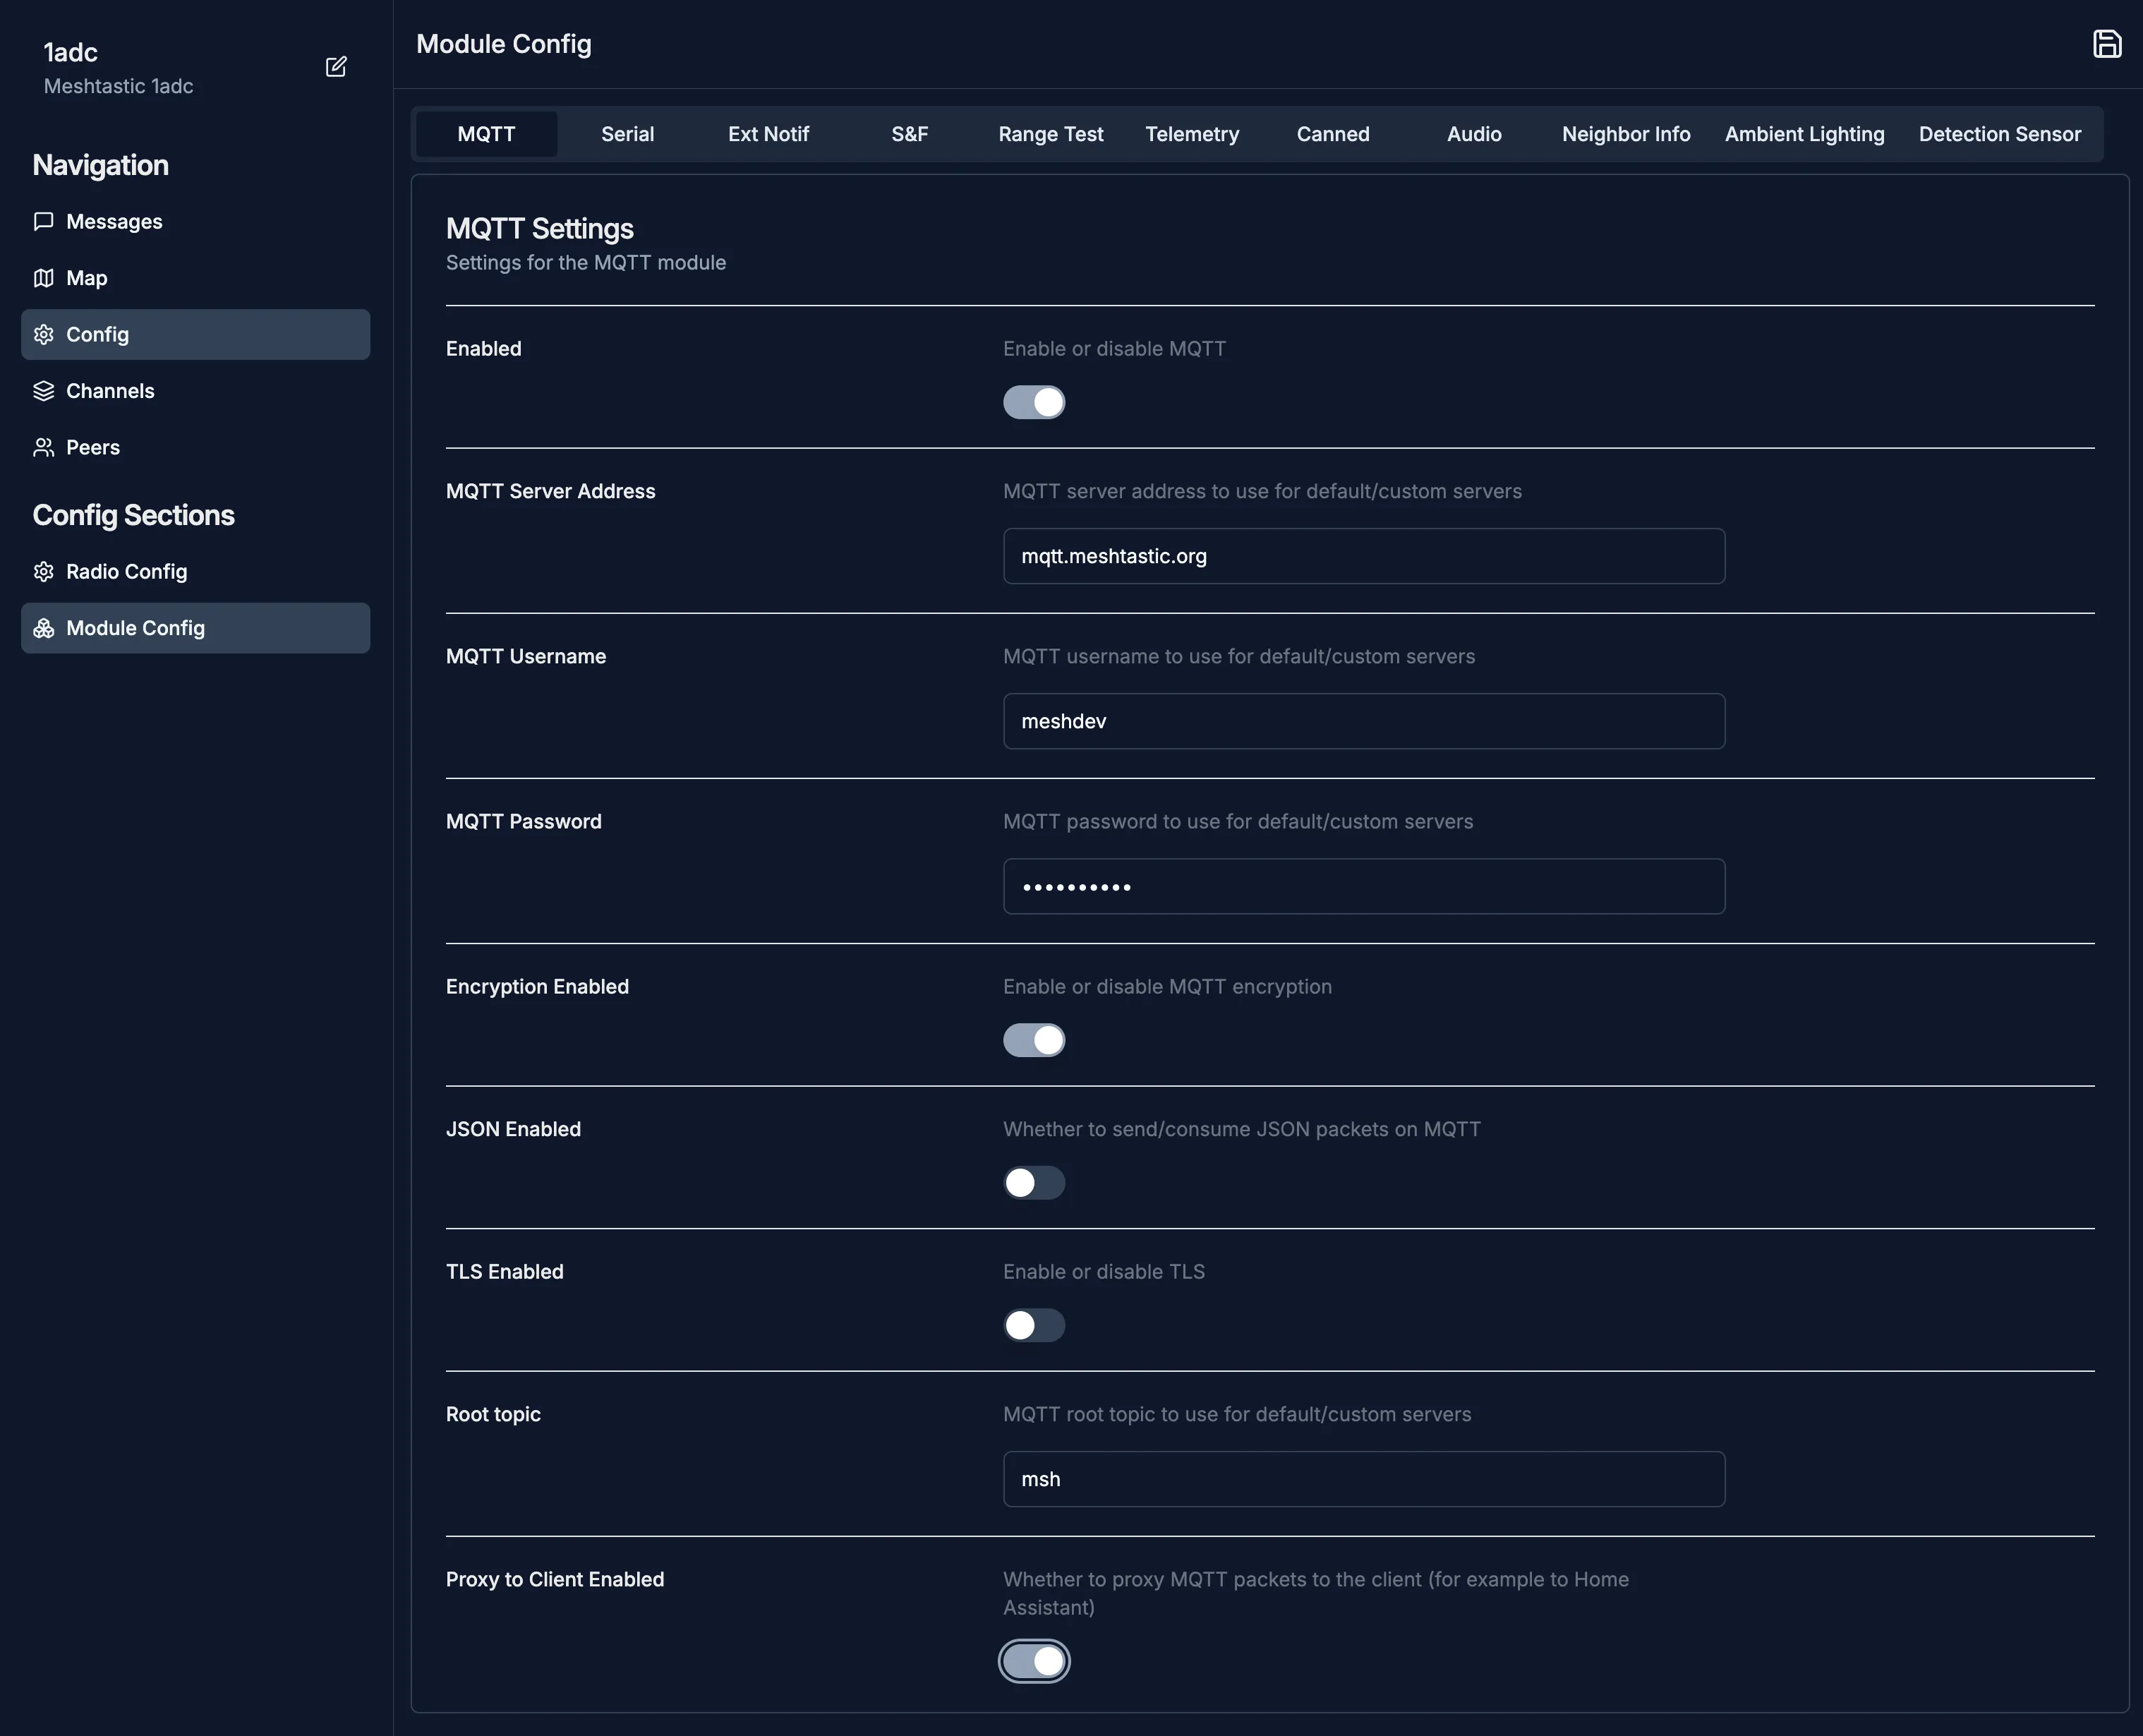 1adc
Meshtastic 1adc
Navigation
Messages
Map
Config
Channels
Peers
Config Sections
Radio Config
Module Config
Module Config
MQTT
Serial
Ext Notif
S&F
Range Test
Telemetry
Canned
Audio
Neighbor Info
Ambient Lighting
Detection Sensor
MQTT Settings
Settings for the MQTT module
Enabled
Enable or disable MQTT
MQTT Server Address
MQTT server address to use for default/custom servers
mqtt.meshtastic.org
MQTT Username
MQTT username to use for default/custom servers
meshdev
MQTT Password
MQTT password to use for default/custom servers
••••••••••
Encryption Enabled
Enable or disable MQTT encryption
JSON Enabled
Whether to send/consume JSON packets on MQTT
TLS Enabled
Enable or disable TLS
Root topic
MQTT root topic to use for default/custom servers
msh
Proxy to Client Enabled
Whether to proxy MQTT packets to the client (for example to Home
Assistant)